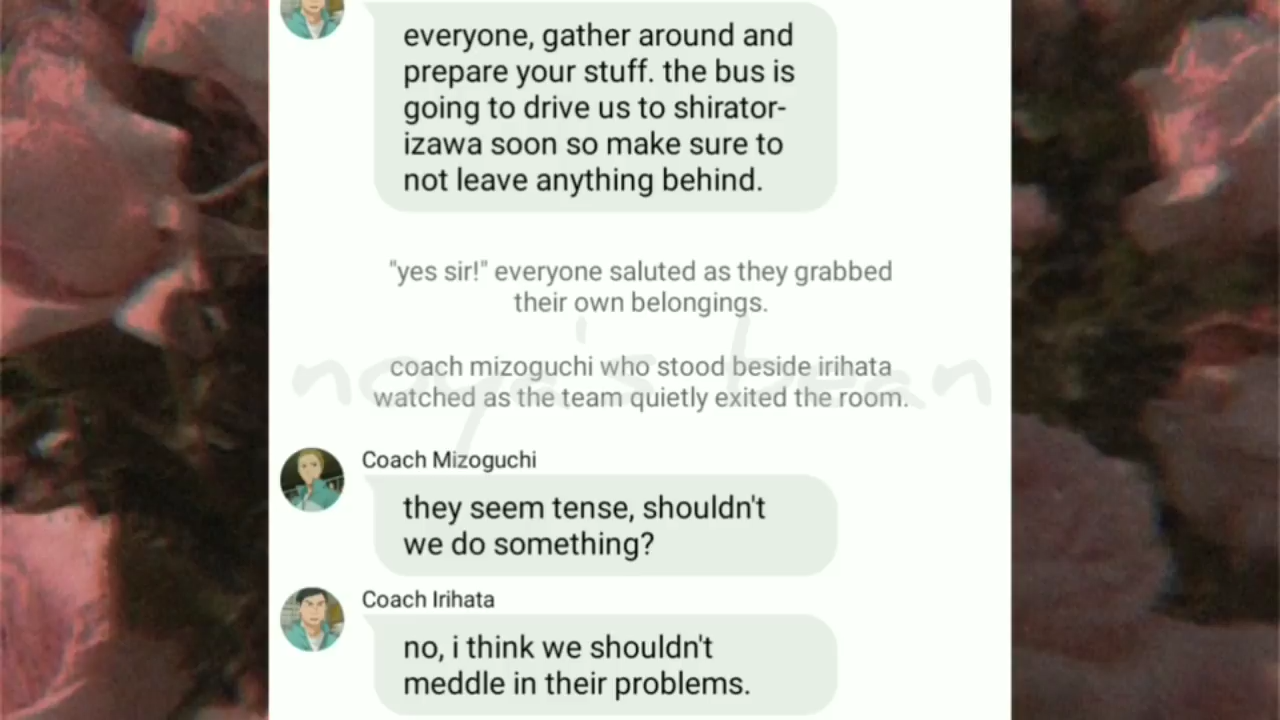 everyone, gather around and
prepare your stuff. the bus is
going to drive us to shirator-
izawa soon so make sure to
not leave anything behind.
"yes sir!" everyone saluted as they grabbed
their own belongings.
coach mizoguchi who stood beside irihata
watched as the team quietly exited the room.
noya's bean
Coach Mizoguchi
they seem tense, shouldn't
we do something?
Coach Irihata
no, i think we shouldn't
meddle in their problems.